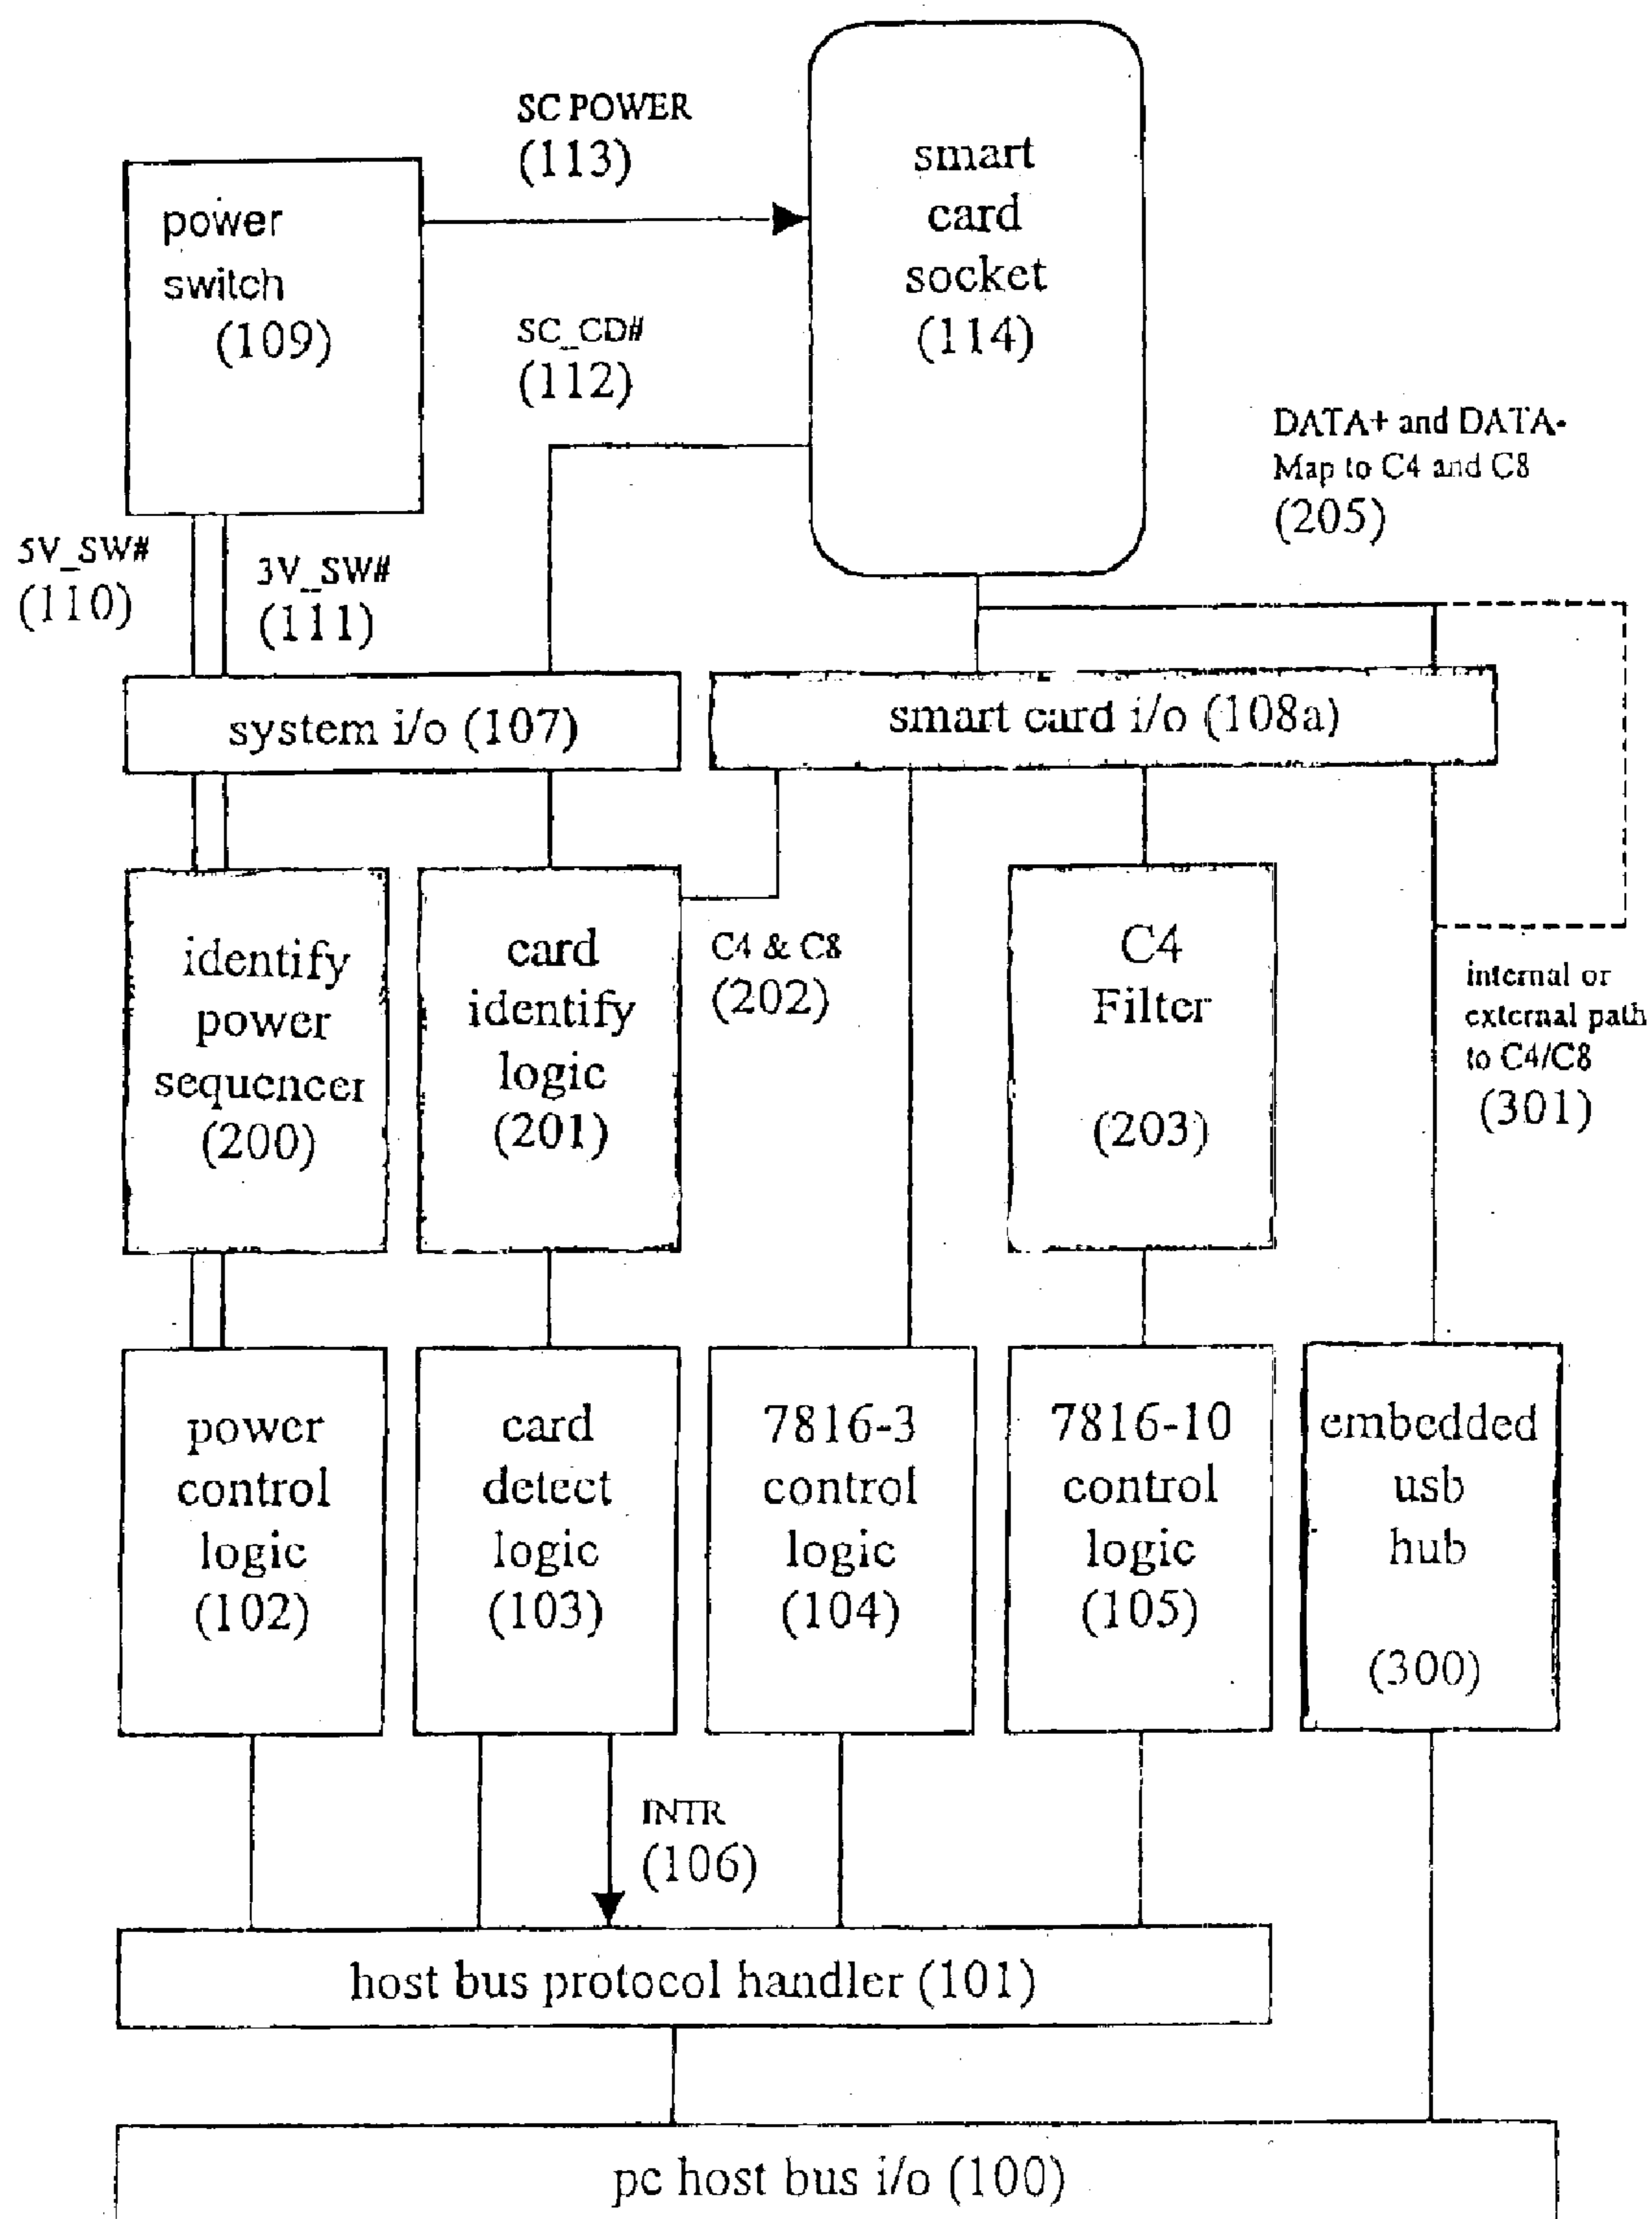 SC POWER
(113)
smart
card
socket
(114)
power
switch
(109)
SC_CD#
(112)
DATA+ and DATA-
Map to C4 and C8
(205)
5V_SW#
(110)
3V_SW#
(111)
system i/o (107)
smart card i/o (108a)
identify
power
sequencer
(200)
card
identify
logic
(201)
C4 & C8
(202)
C4
Filter
(203)
internal or
external path
to C4/C8
(301)
power
control
logic
(102)
card
detect
logic
(103)
7816-3
control
logic
(104)
7816-10
control
logic
(105)
embedded
usb
hub
(300)
INTR
(106)
host bus protocol handler (101)
pc host bus i/o (100)